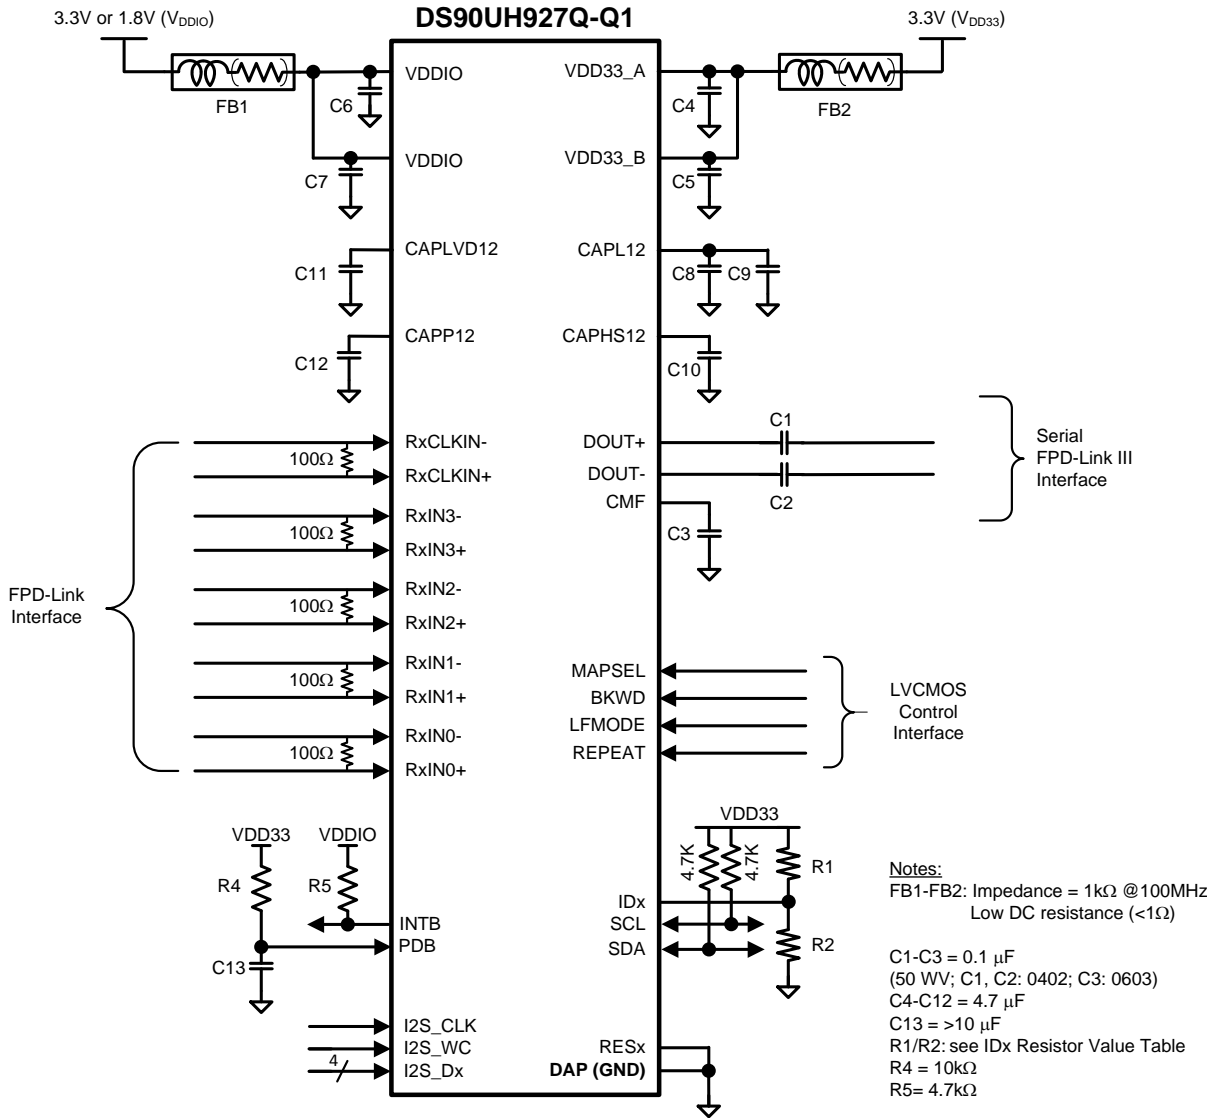 DS90UH927Q-Q1
3.3V or 1.8V (VDDIO)
3.3V (VDD33)
FB1
FB2
VDDIO
VDD33_A
C6
C4
VDDIO
VDD33_B
C7
C5
CAPLVD12
CAPL12
C11
C8
C9
CAPP12
CAPHS12
C12
C10
RxCLKIN-
100Ω
RxCLKIN+
RxIN3-
100Ω
RxIN3+
RxIN2-
100Ω
RxIN2+
RxIN1-
100Ω
RxIN1+
RxIN0-
100Ω
RxIN0+
FPD-Link
Interface
DOUT+
C1
DOUT-
C2
CMF
C3
Serial
FPD-Link III
Interface
MAPSEL
BKWD
LFMODE
REPEAT
LVCMOS
Control
Interface
VDD33
VDDIO
R4
R5
INTB
PDB
C13
VDD33
4.7K
4.7K
R1
IDx
SCL
SDA
R2
I2S_CLK
I2S_WC
4
I2S_Dx
RESx
DAP (GND)
Notes:
FB1-FB2: Impedance = 1kΩ @100MHz
Low DC resistance (<1Ω)
C1-C3 = 0.1 μF
(50 WV; C1, C2: 0402; C3: 0603)
C4-C12 = 4.7 μF
C13 = >10 μF
R1/R2: see IDx Resistor Value Table
R4 = 10kΩ
R5= 4.7kΩ